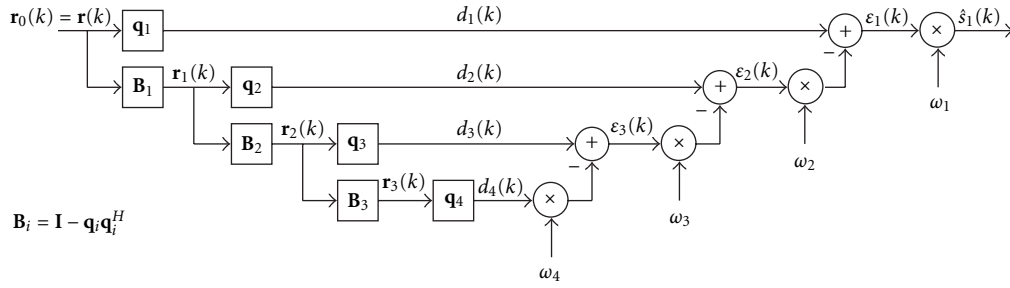 r₀(k) = r(k) q₁ d₁(k) + ε₁(k) × ŝ₁(k)
−
B₁ r₁(k) q₂ d₂(k) + ε₂(k) × ω₁
−
B₂ r₂(k) q₃ d₃(k) + ε₃(k) × ω₂
−
B₃ r₃(k) q₄ d₄(k) × ω₃
Bᵢ = I − qᵢqᵢᴴ
ω₄